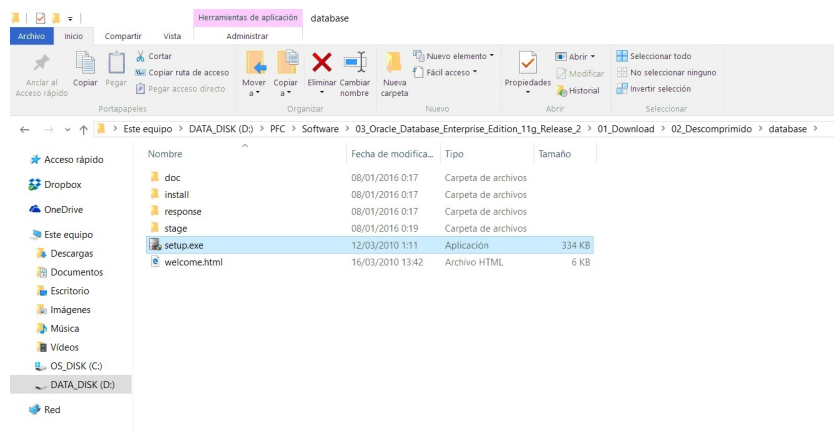 Herramientas de aplicación database
Archivo Inicio Compartir Vista Administrar
Anclar al Acceso rápido
Copiar
Pegar
Cortar
Copiar ruta de acceso
Pegar acceso directo
Portapapeles
Mover a
Copiar a
Eliminar
Cambiar nombre
Organizar
Nueva carpeta
Nuevo elemento
Fácil acceso
Nuevo
Propiedades
Abrir
Modificar
Historial
Abrir
Seleccionar todo
No seleccionar ninguno
Invertir selección
Seleccionar
> Este equipo > DATA_DISK (D:) > PFC > Software > 03_Oracle_Database_Enterprise_Edition_11g_Release_2 > 01_Download > 02_Descomprimido > database >
Acceso rápido
Dropbox
OneDrive
Este equipo
Descargas
Documentos
Escritorio
Imágenes
Música
Vídeos
OS_DISK (C:)
DATA_DISK (D:)
Red
Nombre Fecha de modifica... Tipo Tamaño
doc 08/01/2016 0:17 Carpeta de archivos
install 08/01/2016 0:17 Carpeta de archivos
response 08/01/2016 0:17 Carpeta de archivos
stage 08/01/2016 0:19 Carpeta de archivos
setup.exe 12/03/2010 1:11 Aplicación 334 KB
welcome.html 16/03/2010 13:42 Archivo HTML 6 KB